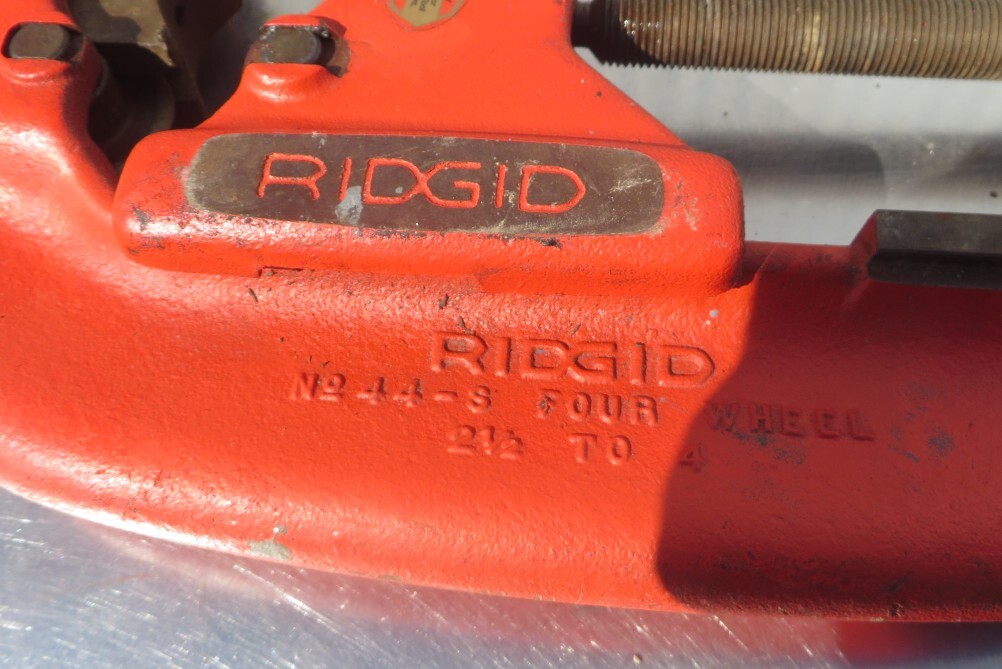 RIDGID
RIDGID
Nº 44-S FOUR WHEEL
2½ TO 4